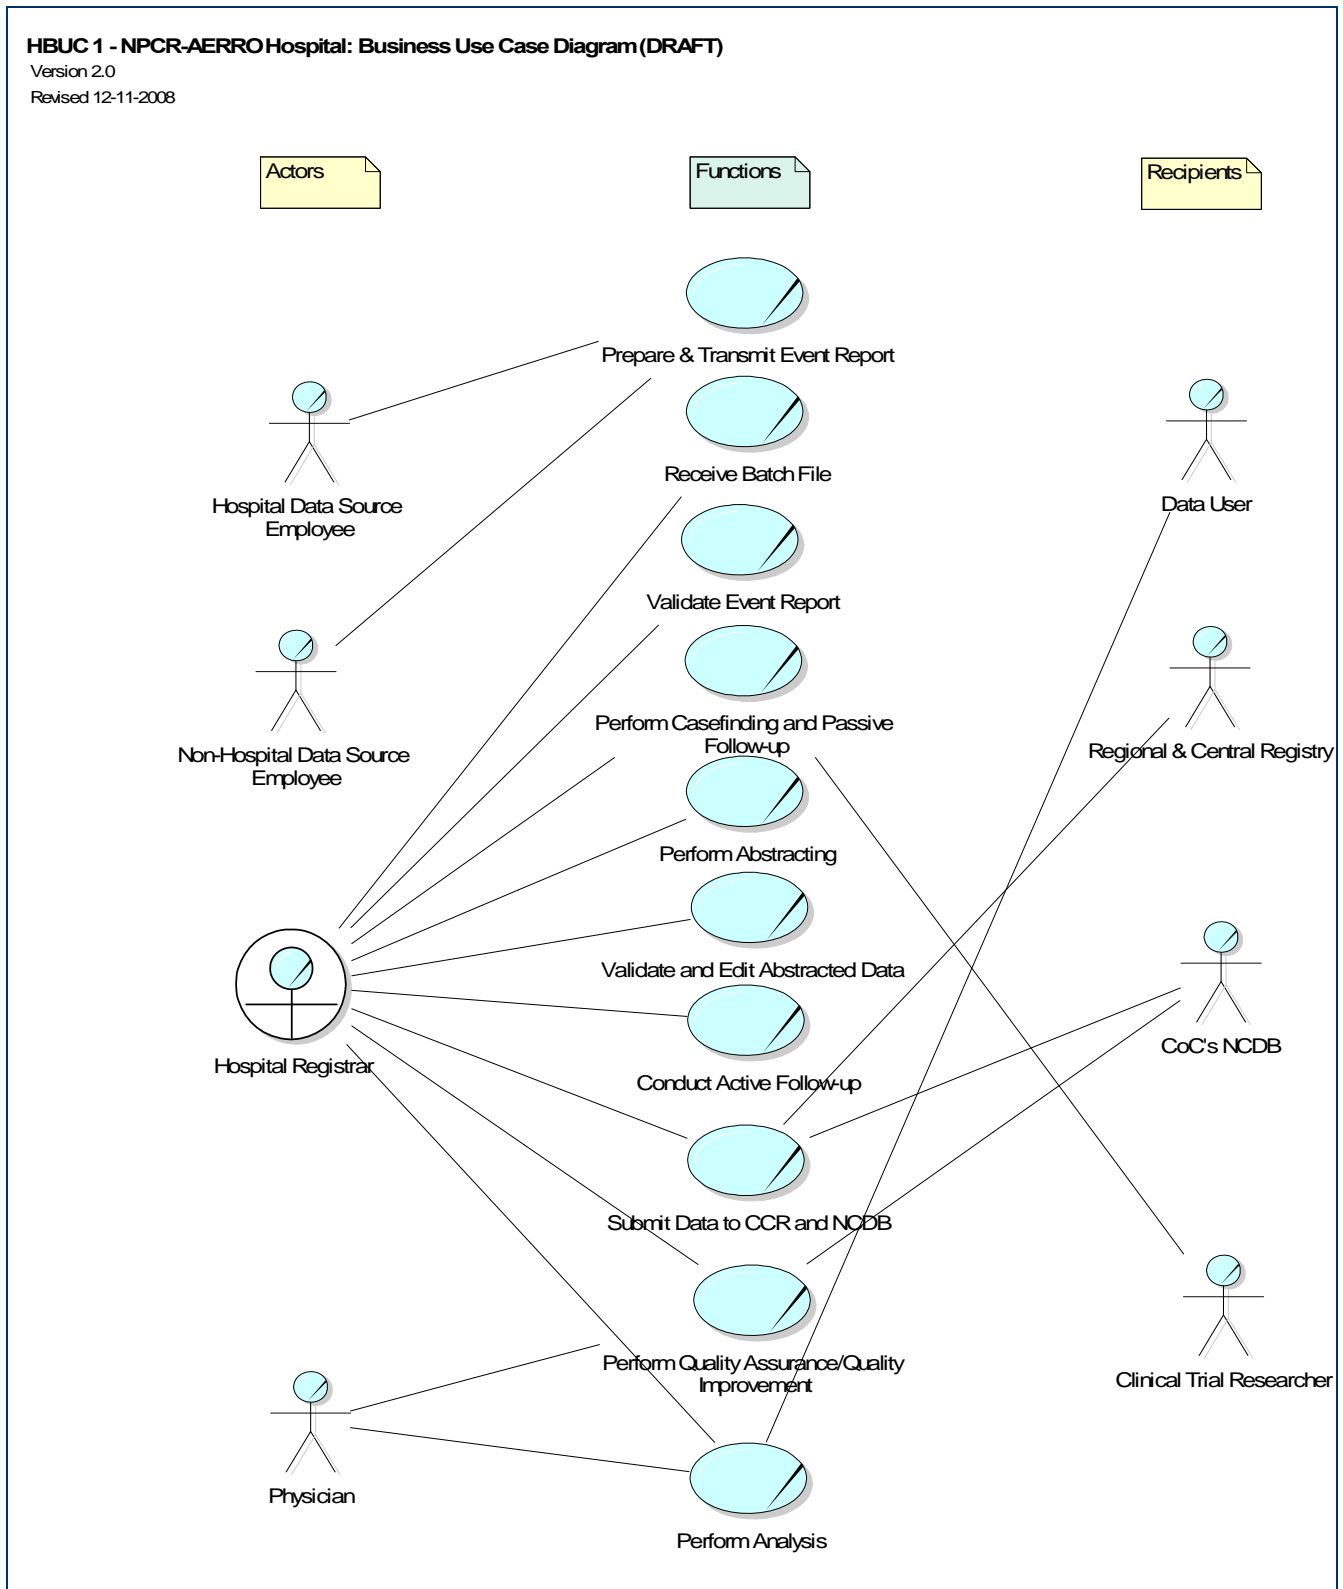 HBUC 1 - NPCR-AERRO Hospital: Business Use Case Diagram (DRAFT)
Version 2.0
Revised 12-11-2008
Actors
Functions
Recipients
Prepare & Transmit Event Report
Hospital Data Source
Employee
Receive Batch File
Data User
Validate Event Report
Non-Hospital Data Source
Employee
Perform Casefinding and Passive
Follow-up
Regional & Central Registry
Perform Abstracting
Validate and Edit Abstracted Data
Hospital Registrar
CoC's NCDB
Conduct Active Follow-up
Submit Data to CCR and NCDB
Perform Quality Assurance/Quality
Improvement
Clinical Trial Researcher
Physician
Perform Analysis